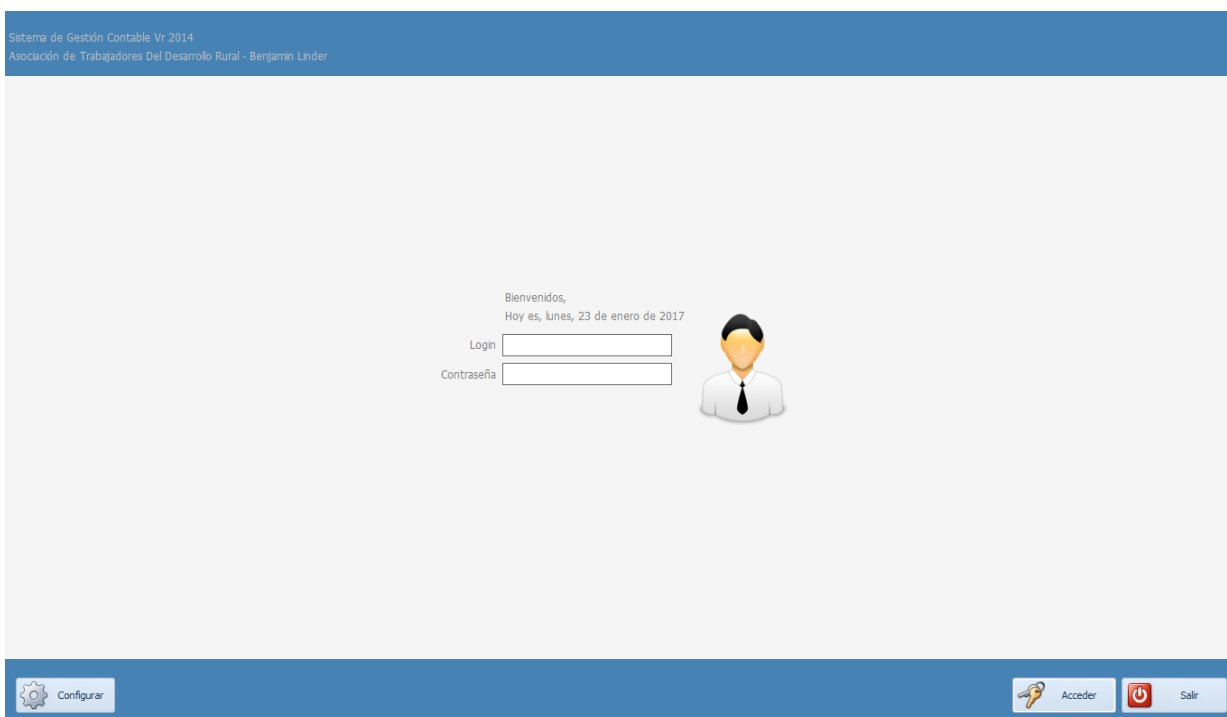 Sistema de Gestión Contable Vr 2014
Asociación de Trabajadores Del Desarrollo Rural - Benjamin Linder
Bienvenidos,
Hoy es, lunes, 23 de enero de 2017
Login
Contraseña
Configurar
Acceder
Salir